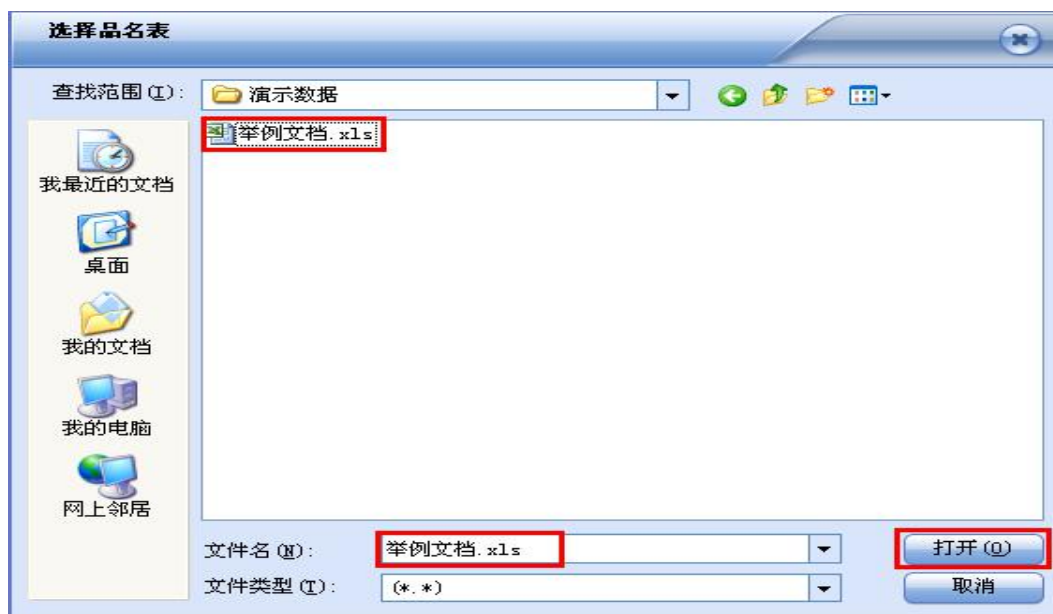 选择品名表
查找范围(I):
演示数据
举例文档.xls
我最近的文档
桌面
我的文档
我的电脑
网上邻居
文件名(N):
举例文档.xls
打开(O)
文件类型(T):
(*.*)
取消